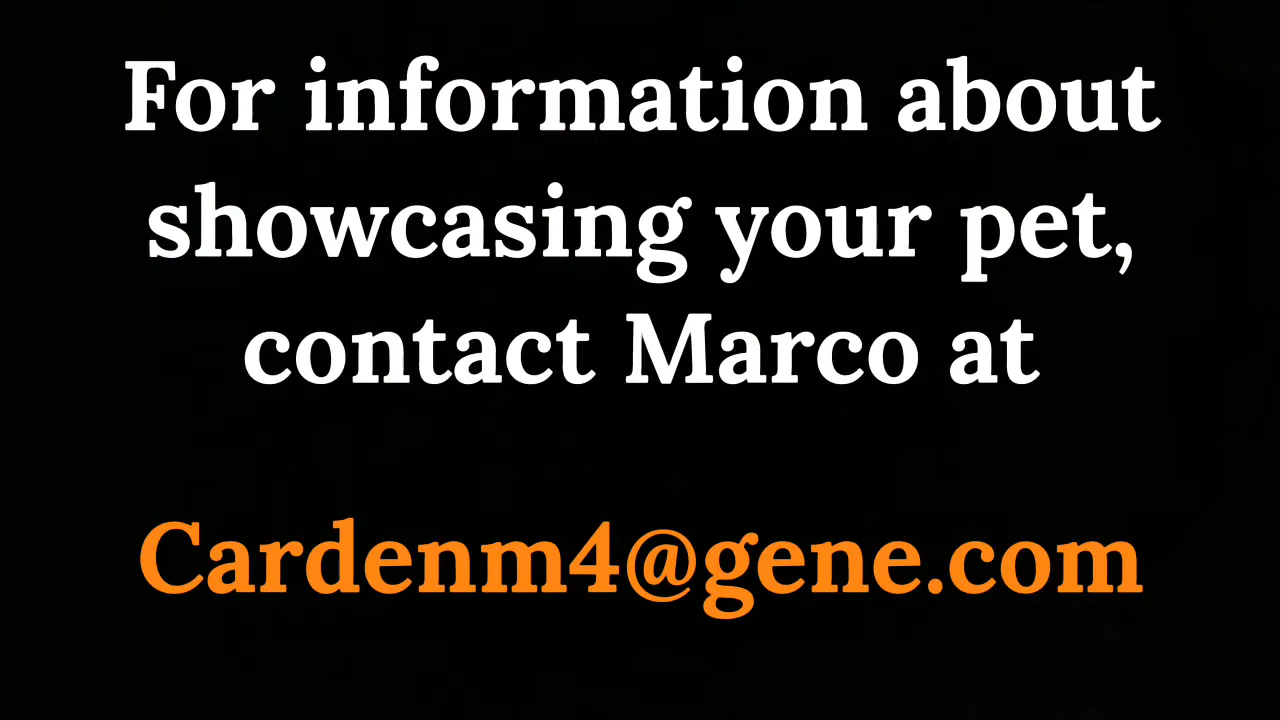 For information about
showcasing your pet,
contact Marco at
Cardenm4@gene.com